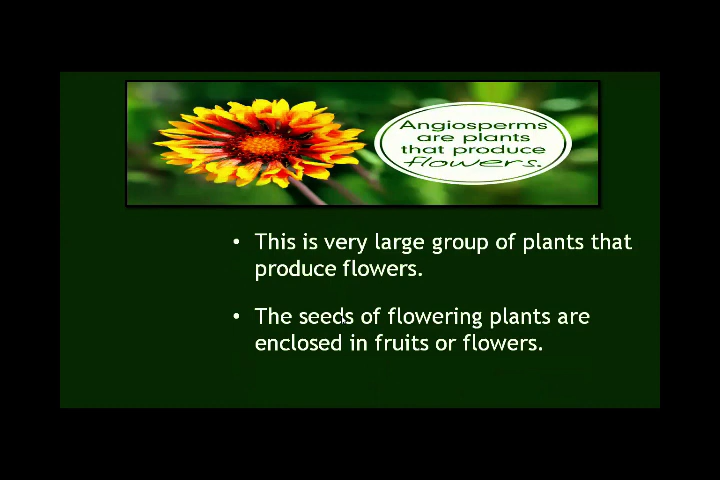 Angiosperms
are plants
that produce
flowers.
• This is very large group of plants that
produce flowers.
• The seeds of flowering plants are
enclosed in fruits or flowers.